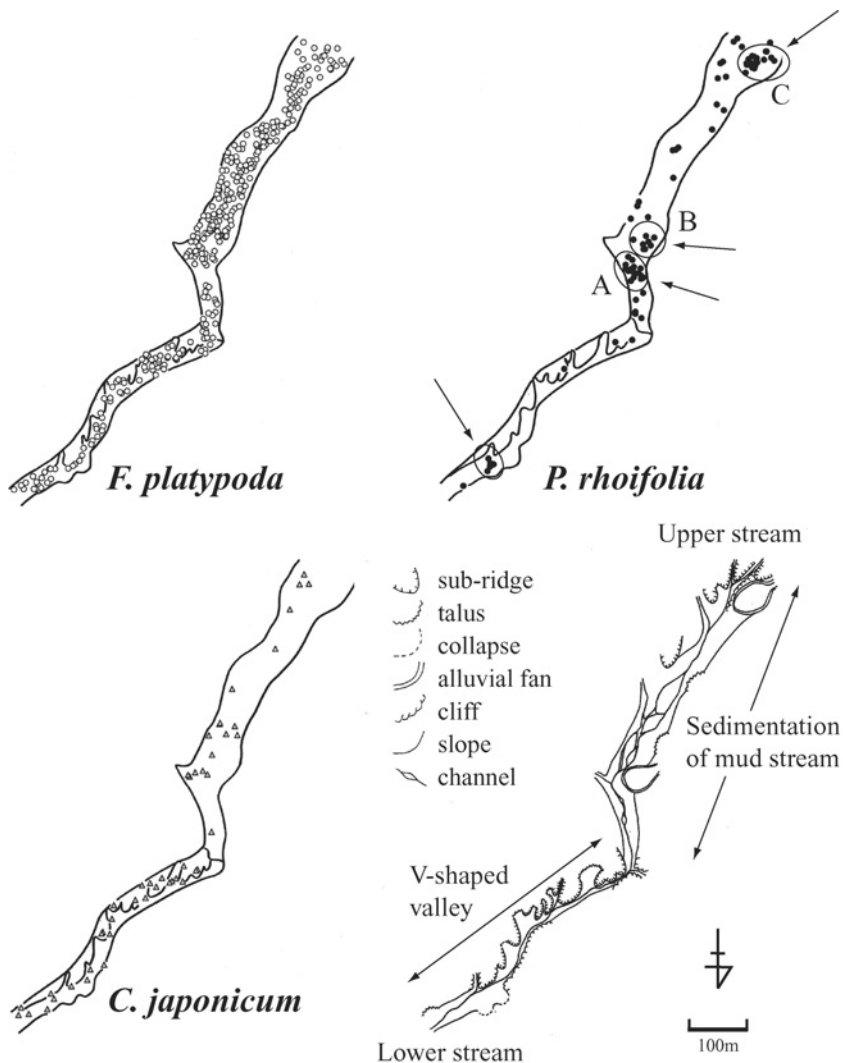 C
B
A
F. platypoda
P. rhoifolia
Upper stream
sub-ridge
talus
collapse
alluvial fan
cliff
slope
channel
Sedimentation
of mud stream
V-shaped
valley
C. japonicum
Lower stream
100m